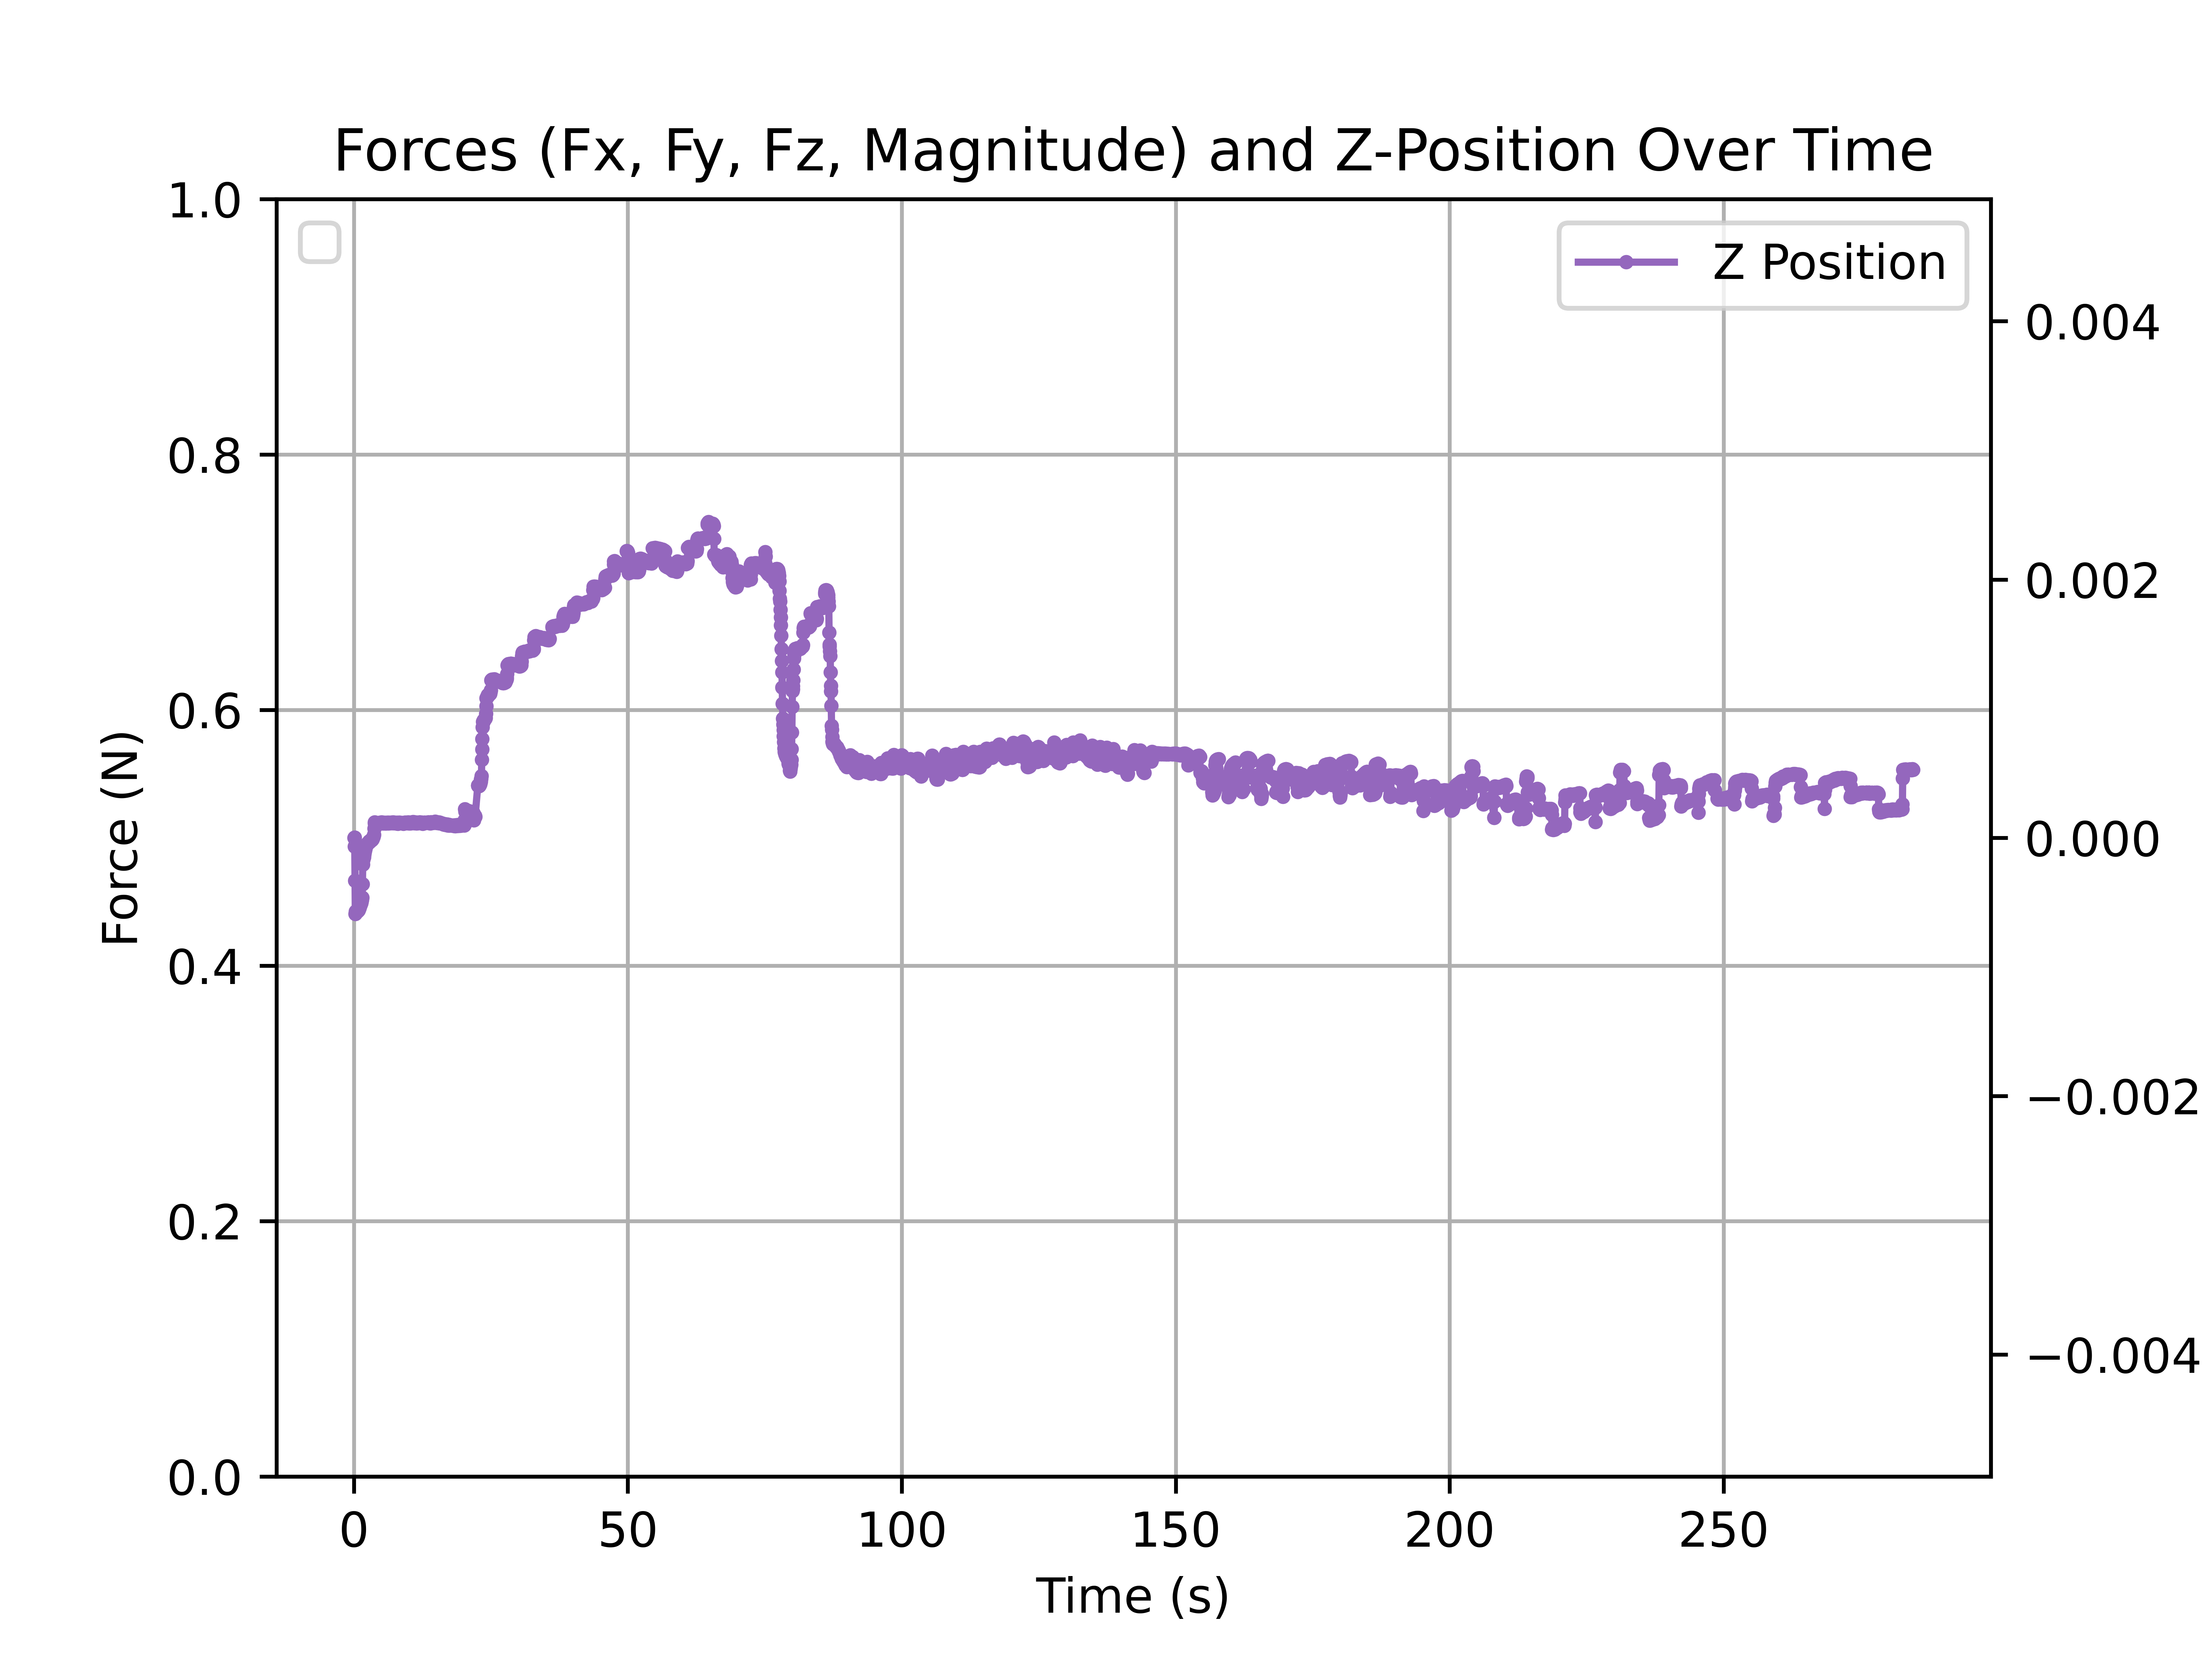 Forces (Fx, Fy, Fz, Magnitude) and Z-Position Over Time
Z Position
1.0
0.8
0.6
0.4
0.2
0.0
Force (N)
0.004
0.002
0.000
−0.002
−0.004
0 50 100 150 200 250
Time (s)